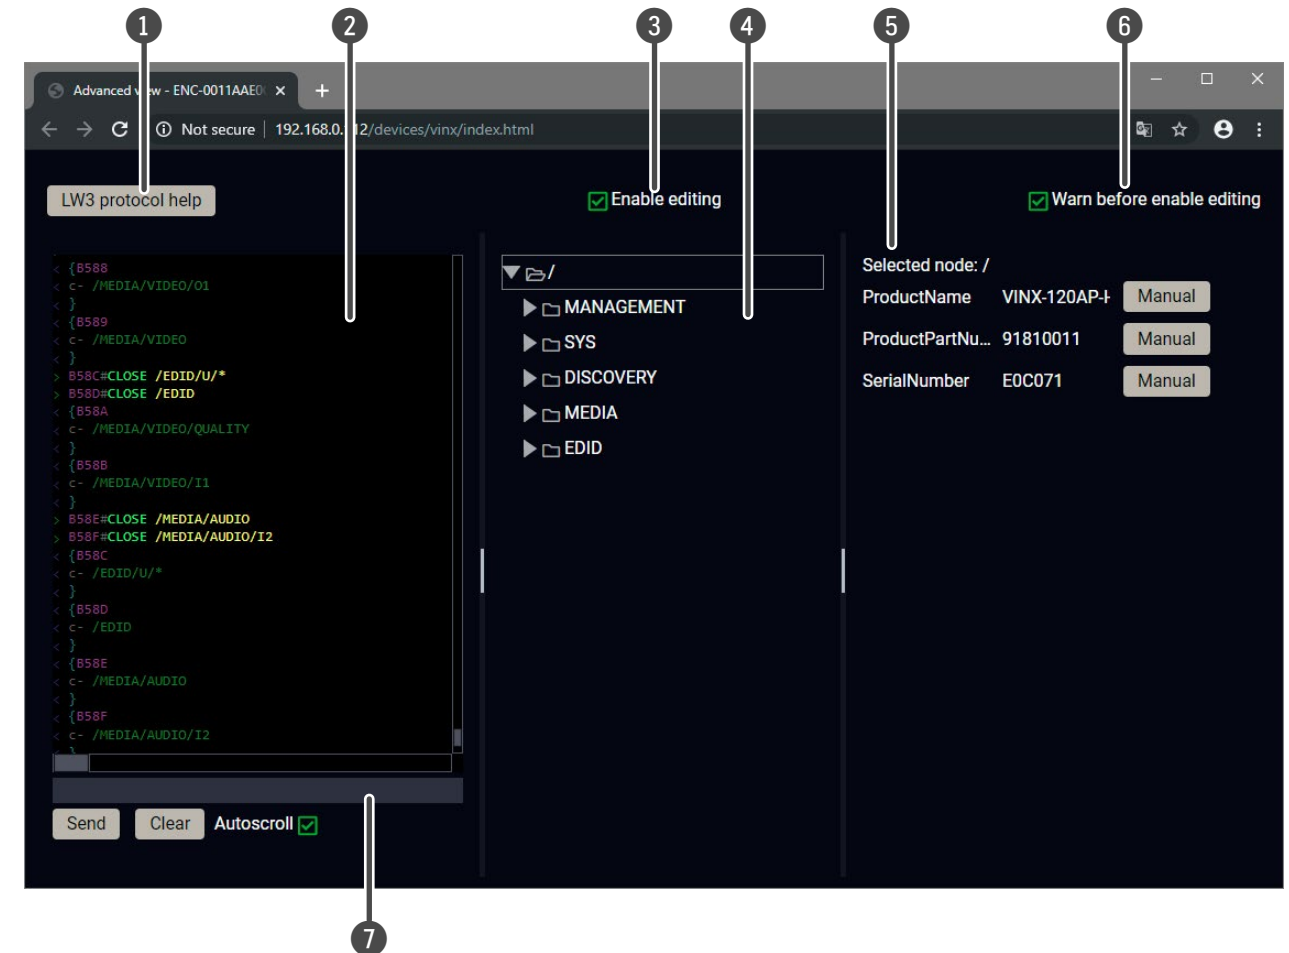 1 2 3 4 5 6
Advanced view - ENC-0011AAE0
Not secure | 192.168.0. 12/devices/vinx/index.html
LW3 protocol help
Enable editing
Warn before enable editing
< {B588
< c- /MEDIA/VIDEO/O1
< }
< {B589
< c- /MEDIA/VIDEO
< }
> B58C#CLOSE /EDID/U/*
> B58D#CLOSE /EDID
< {B58A
< c- /MEDIA/VIDEO/QUALITY
< }
< {B58B
< c- /MEDIA/VIDEO/I1
< }
> B58E#CLOSE /MEDIA/AUDIO
> B58F#CLOSE /MEDIA/AUDIO/I2
< {B58C
< c- /EDID/U/*
< }
< {B58D
< c- /EDID
< }
< {B58E
< c- /MEDIA/AUDIO
< }
< {B58F
< c- /MEDIA/AUDIO/I2
< }
Send
Clear
Autoscroll
/
MANAGEMENT
SYS
DISCOVERY
MEDIA
EDID
Selected node: /
ProductName VINX-120AP-H Manual
ProductPartNu... 91810011 Manual
SerialNumber E0C071 Manual
7